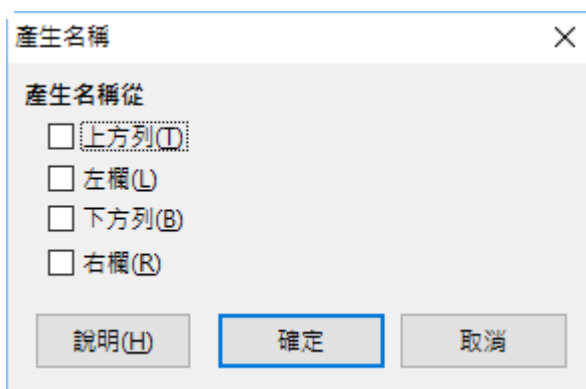 產生名稱
產生名稱從
上方列(T)
左欄(L)
下方列(B)
右欄(R)
說明(H) 確定 取消